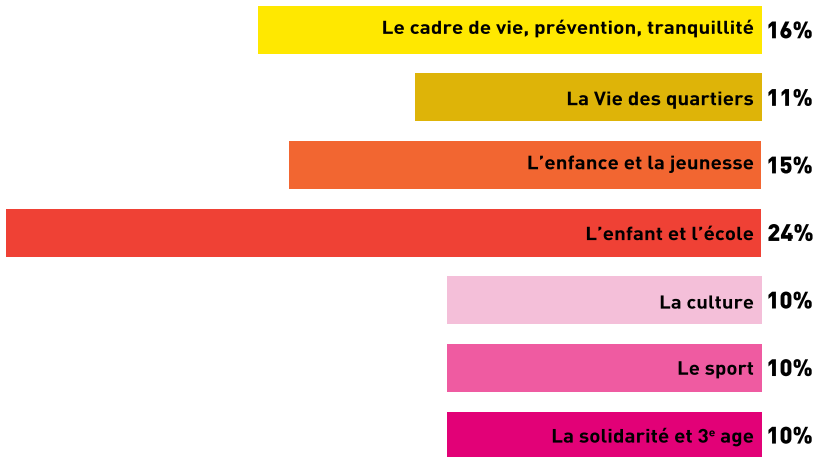 Le cadre de vie, prévention, tranquillité 16%
La Vie des quartiers 11%
L’enfance et la jeunesse 15%
L’enfant et l’école 24%
La culture 10%
Le sport 10%
La solidarité et 3ᵉ age 10%